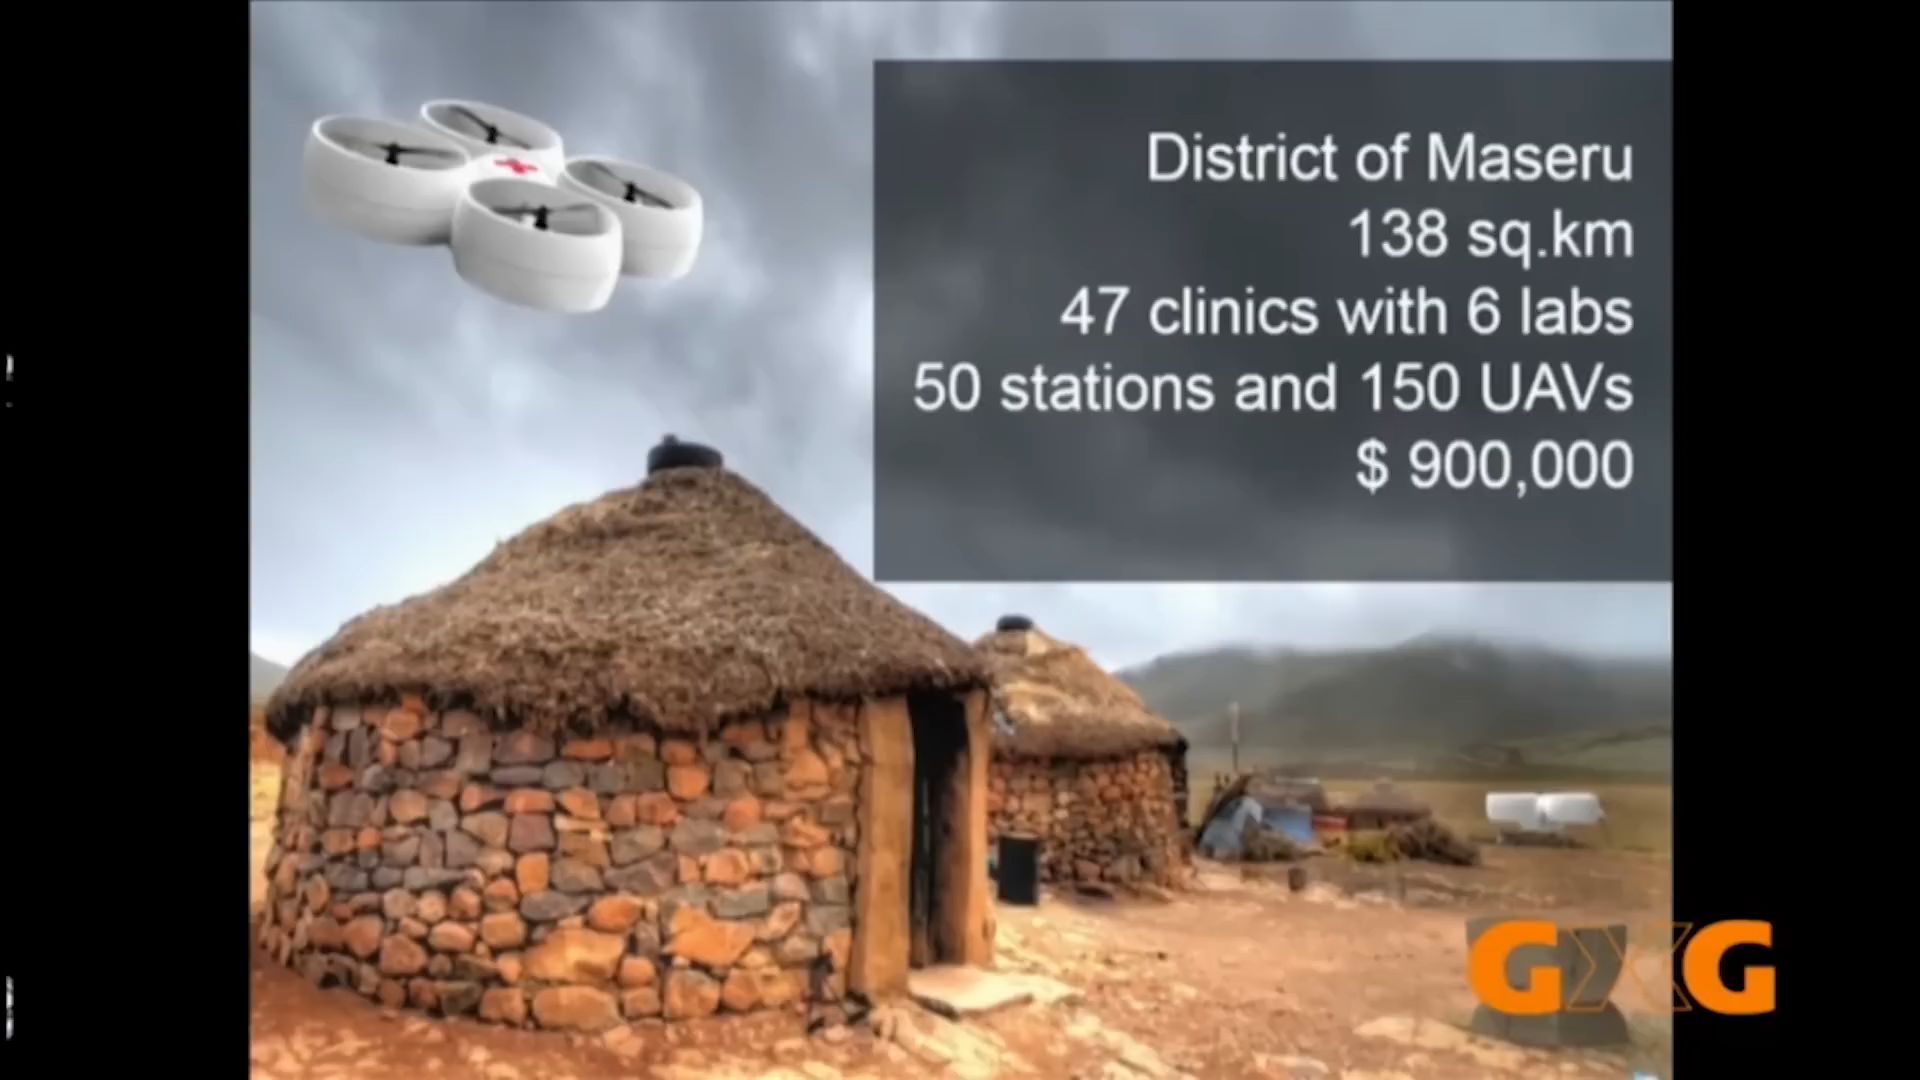 District of Maseru
138 sq.km
47 clinics with 6 labs
50 stations and 150 UAVs
$ 900,000
GXG